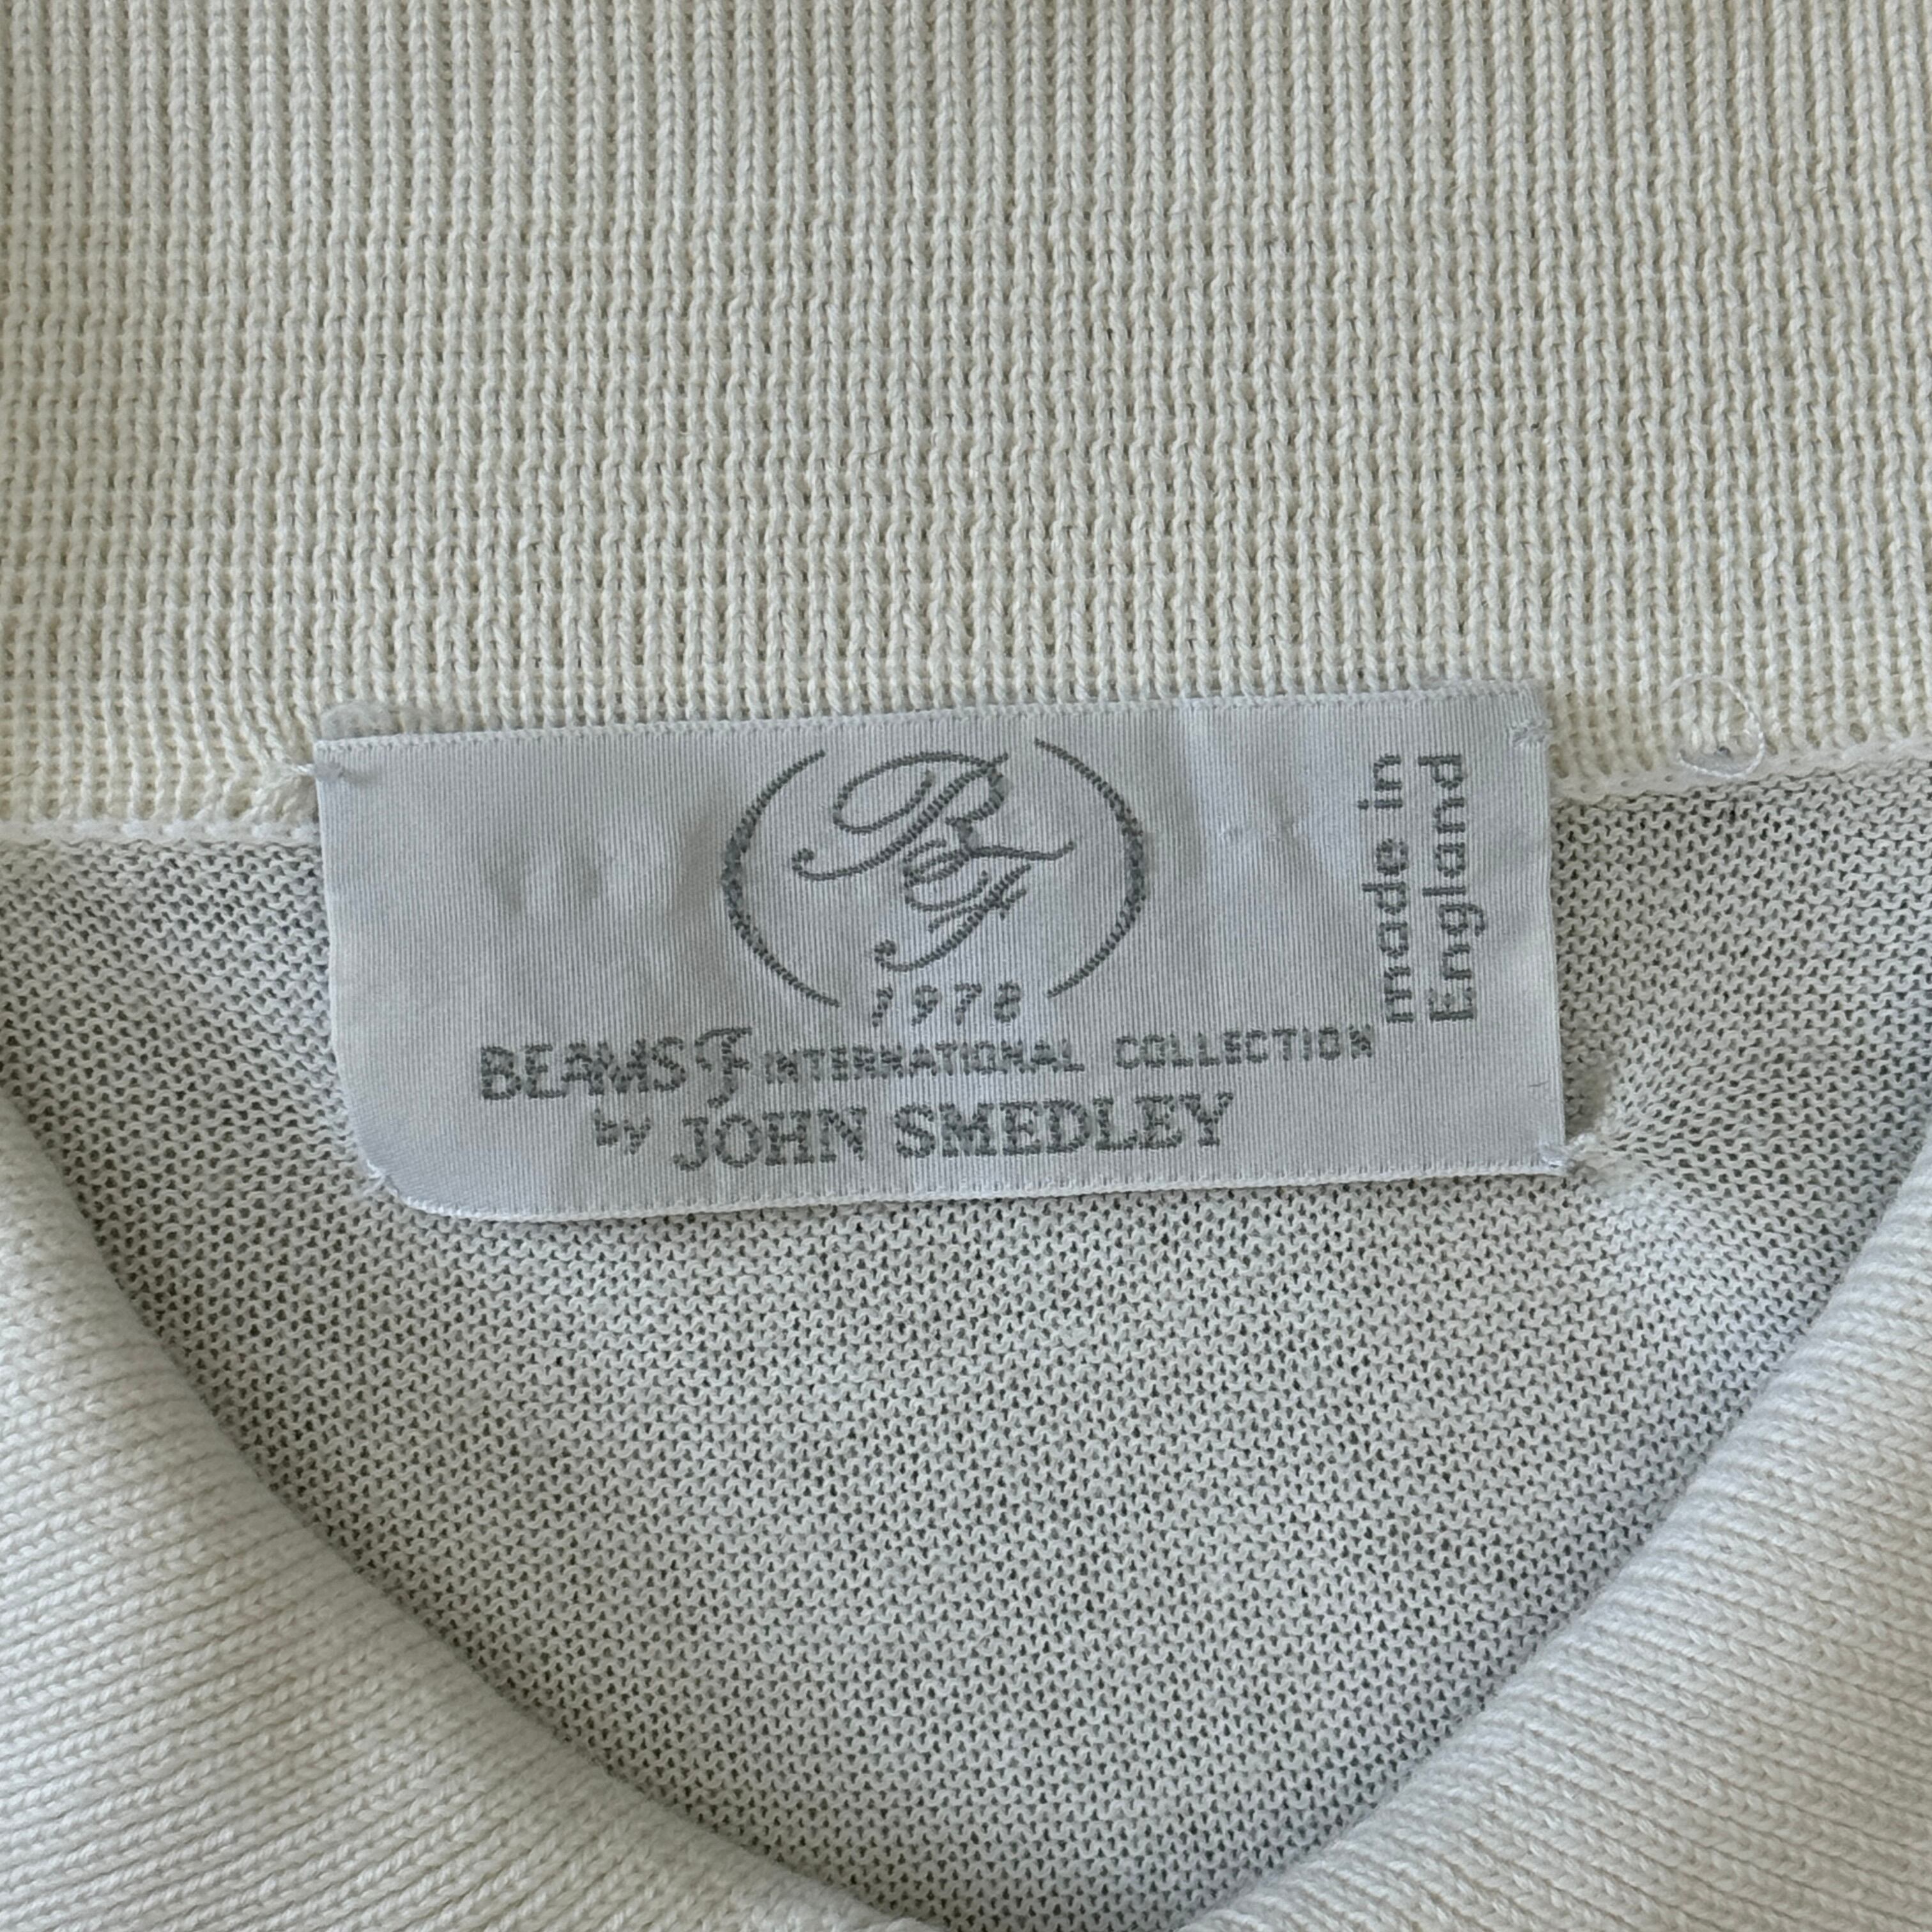 BF
1978
BEAMS F INTERNATIONAL COLLECTION
by JOHN SMEDLEY
made in
England